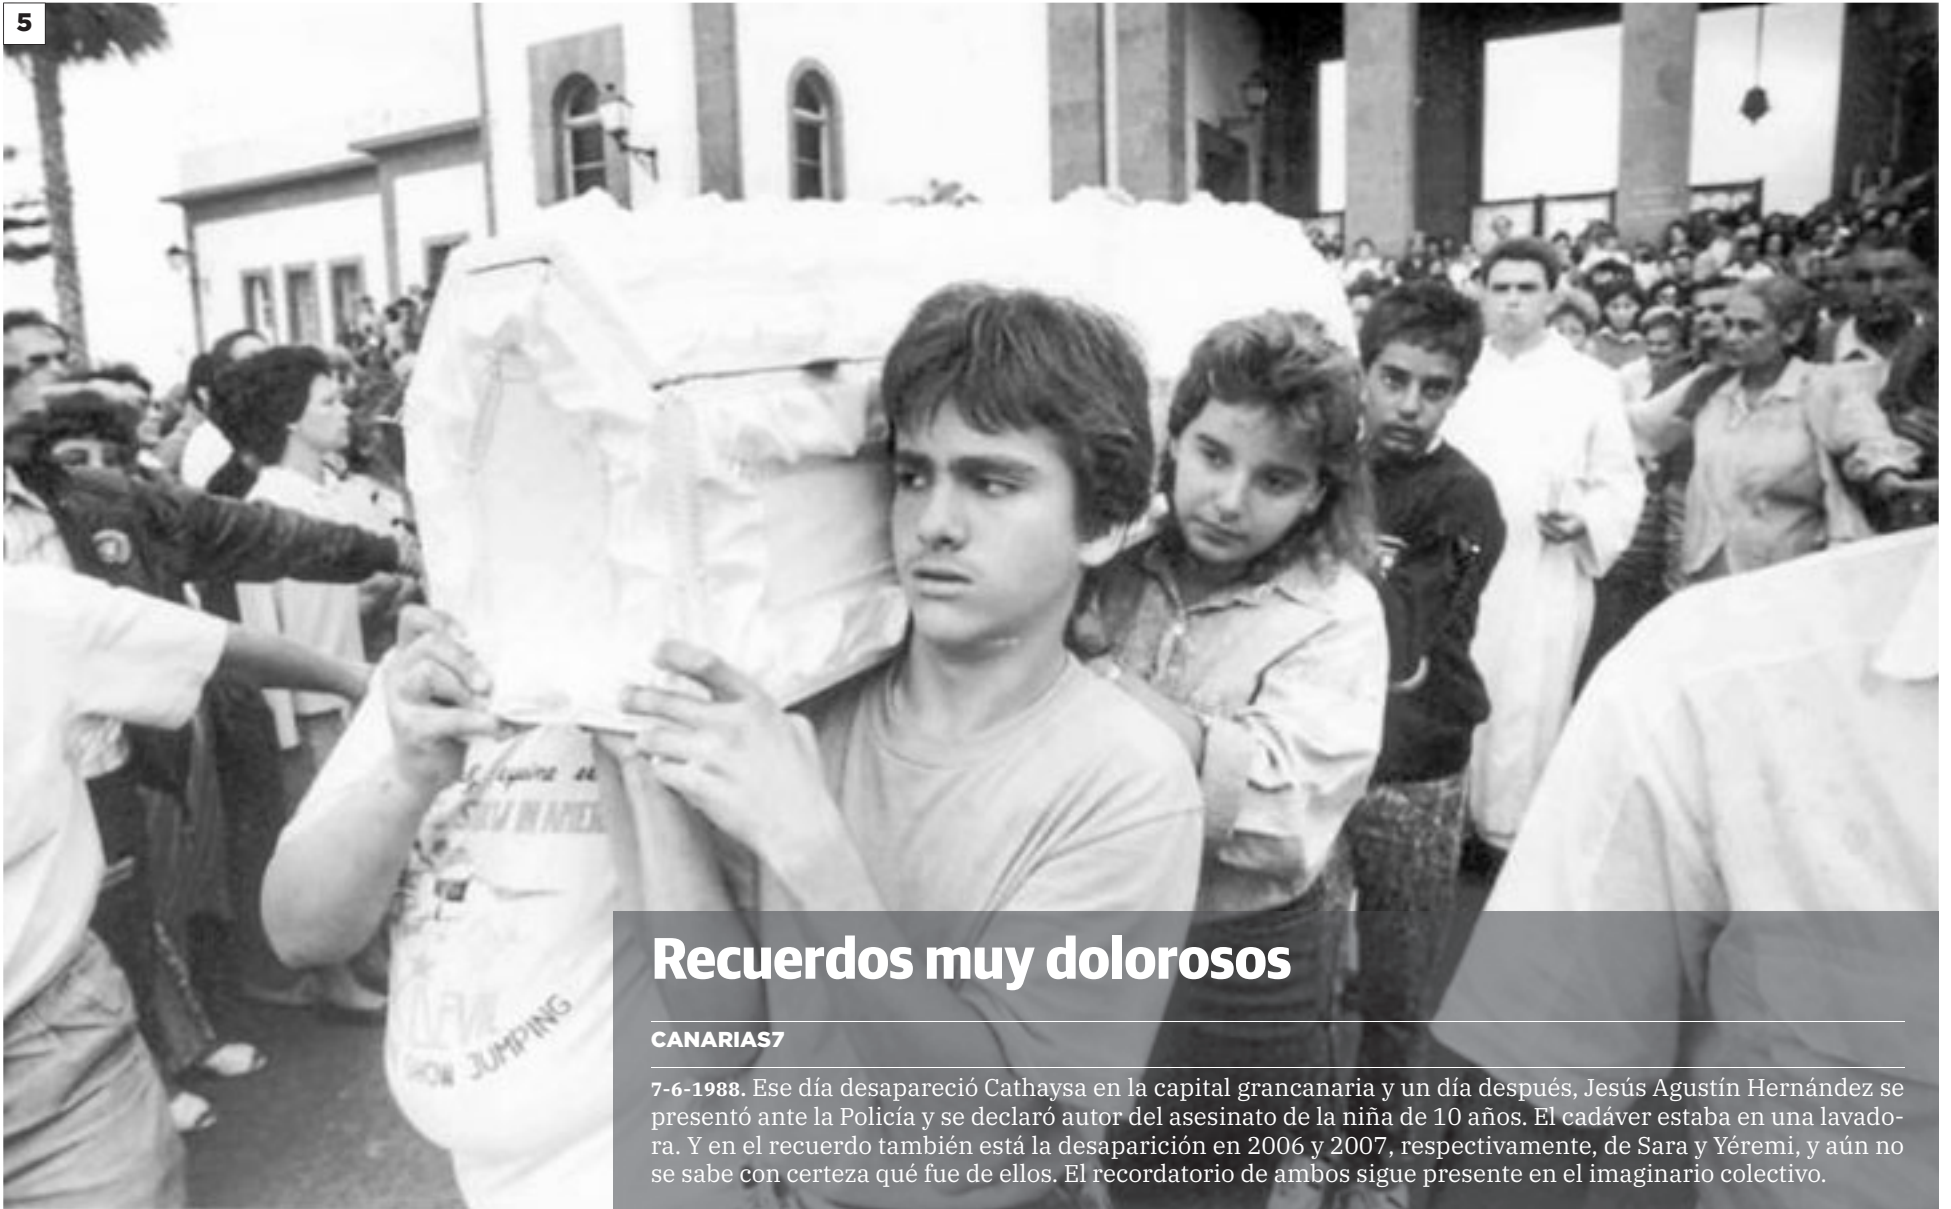 5
SHOW JUMPING
Recuerdos muy dolorosos
CANARIAS7
7-6-1988. Ese día desapareció Cathaysa en la capital grancanaria y un día después, Jesús Agustín Hernández se
presentó ante la Policía y se declaró autor del asesinato de la niña de 10 años. El cadáver estaba en una lavado-
ra. Y en el recuerdo también está la desaparición en 2006 y 2007, respectivamente, de Sara y Yéremi, y aún no
se sabe con certeza qué fue de ellos. El recordatorio de ambos sigue presente en el imaginario colectivo.